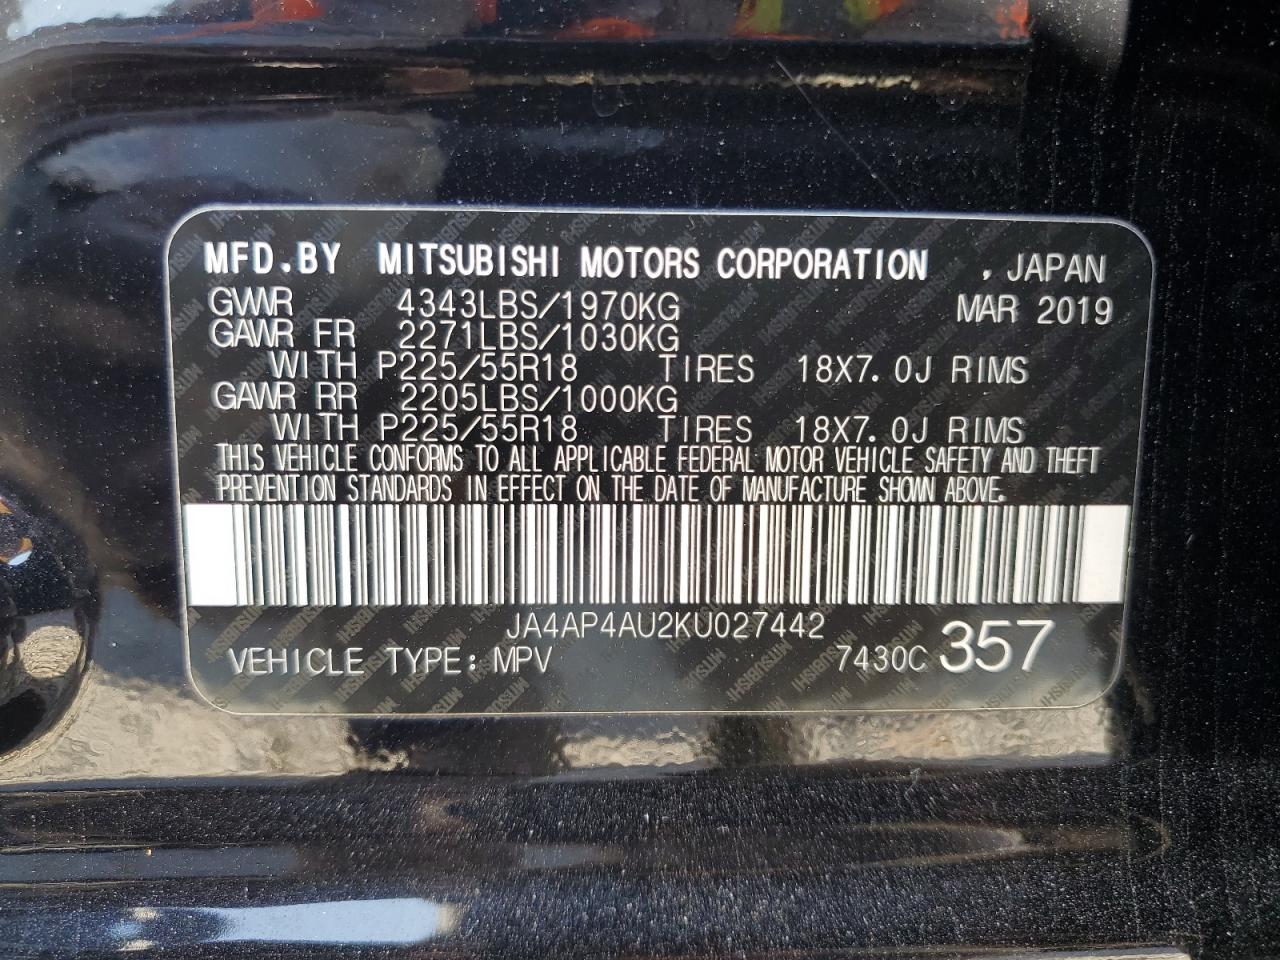 MFD.BY MITSUBISHI MOTORS CORPORATION , JAPAN
GVWR 4343LBS/1970KG MAR 2019
GAWR FR 2271LBS/1030KG
WITH P225/55R18 TIRES 18X7.0J RIMS
GAWR RR 2205LBS/1000KG
WITH P225/55R18 TIRES 18X7.0J RIMS
THIS VEHICLE CONFORMS TO ALL APPLICABLE FEDERAL MOTOR VEHICLE SAFETY AND THEFT
PREVENTION STANDARDS IN EFFECT ON THE DATE OF MANUFACTURE SHOWN ABOVE.
JA4AP4AU2KU027442
VEHICLE TYPE: MPV 7430C 357